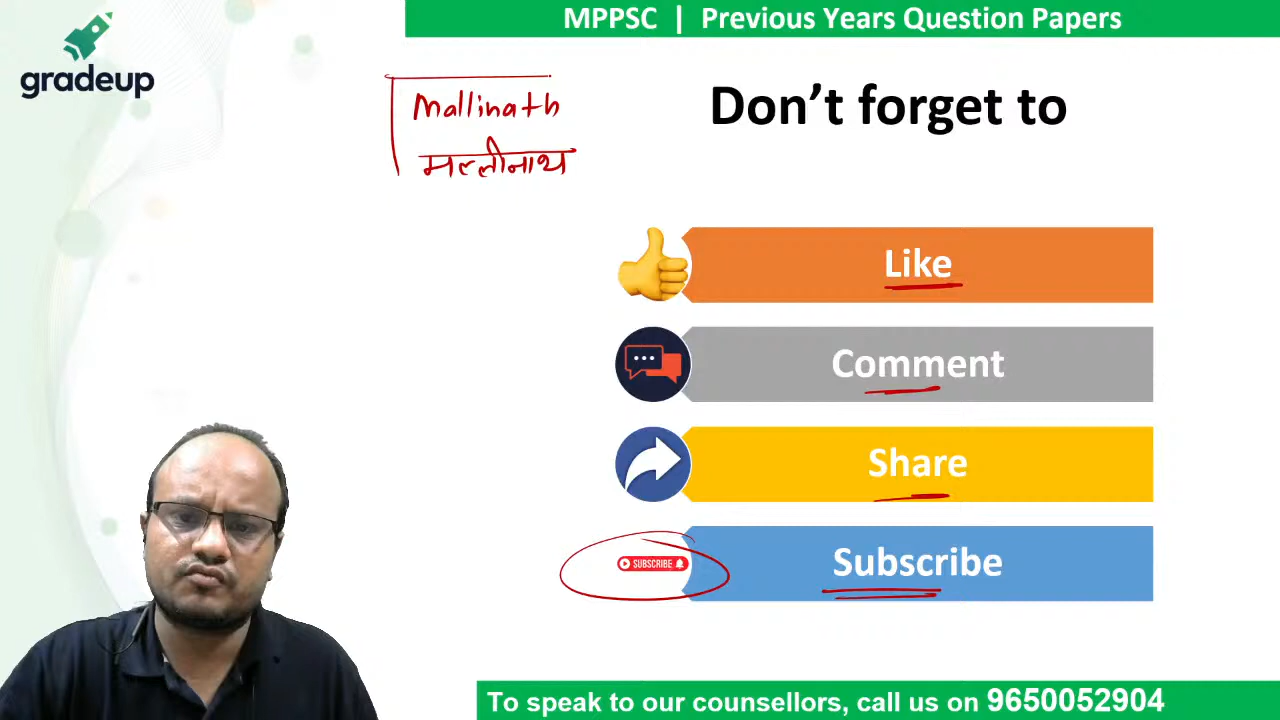 MPPSC | Previous Years Question Papers
gradeup
Mallinath
मल्लीनाथ
Don't forget to
Like
Comment
Share
SUBSCRIBE
Subscribe
To speak to our counsellors, call us on 9650052904